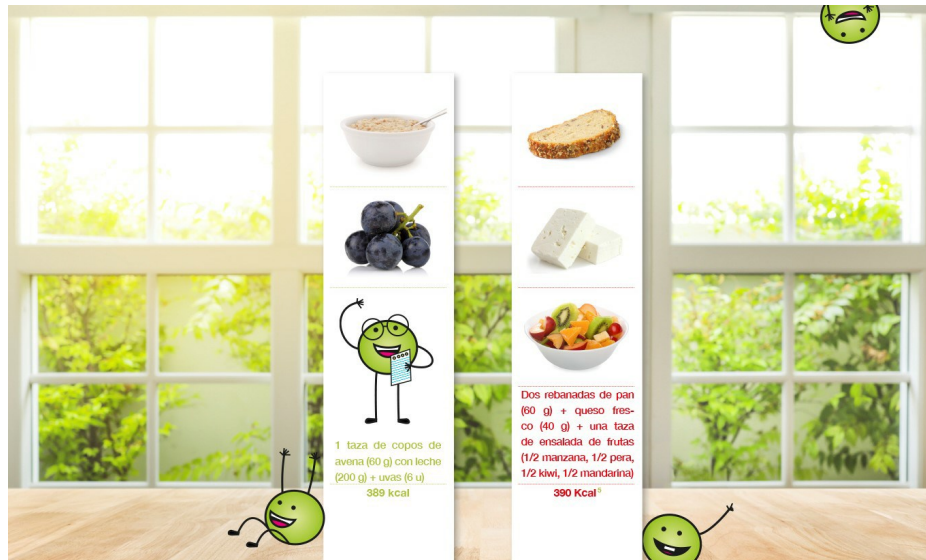 1 taza de copos de
avena (60 g) con leche
(200 g) + uvas (6 u)
389 kcal
Dos rebanadas de pan
(60 g) + queso fres-
co (40 g) + una taza
de ensalada de frutas
(1/2 manzana, 1/2 pera,
1/2 kiwi, 1/2 mandarina)
390 Kcal⁵